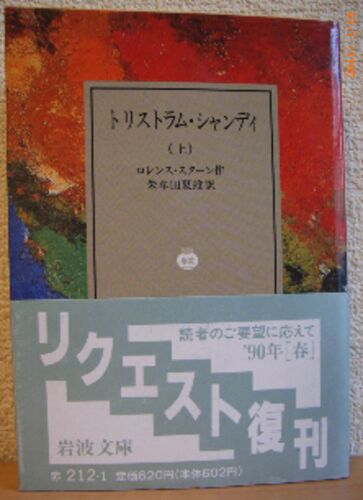 トリストラム・シャンディ
(上)
ロレンス・スターン作
朱牟田夏雄訳
読者のご要望に応えて
'90年[春]
リクエスト復刊
岩波文庫
赤 212-1 定価620円(本体602円)